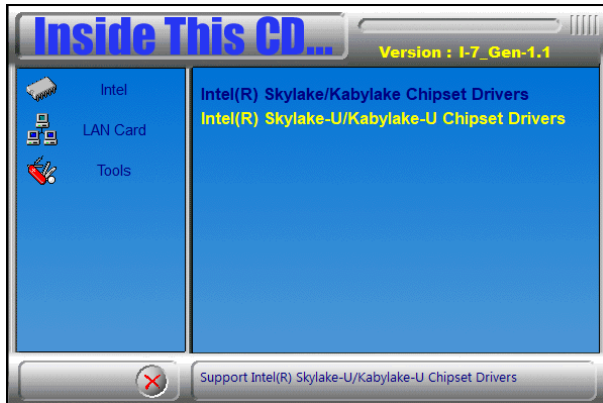 Inside This CD...
Version : I-7_Gen-1.1
Intel
LAN Card
Tools
Intel(R) Skylake/Kabylake Chipset Drivers
Intel(R) Skylake-U/Kabylake-U Chipset Drivers
Support Intel(R) Skylake-U/Kabylake-U Chipset Drivers